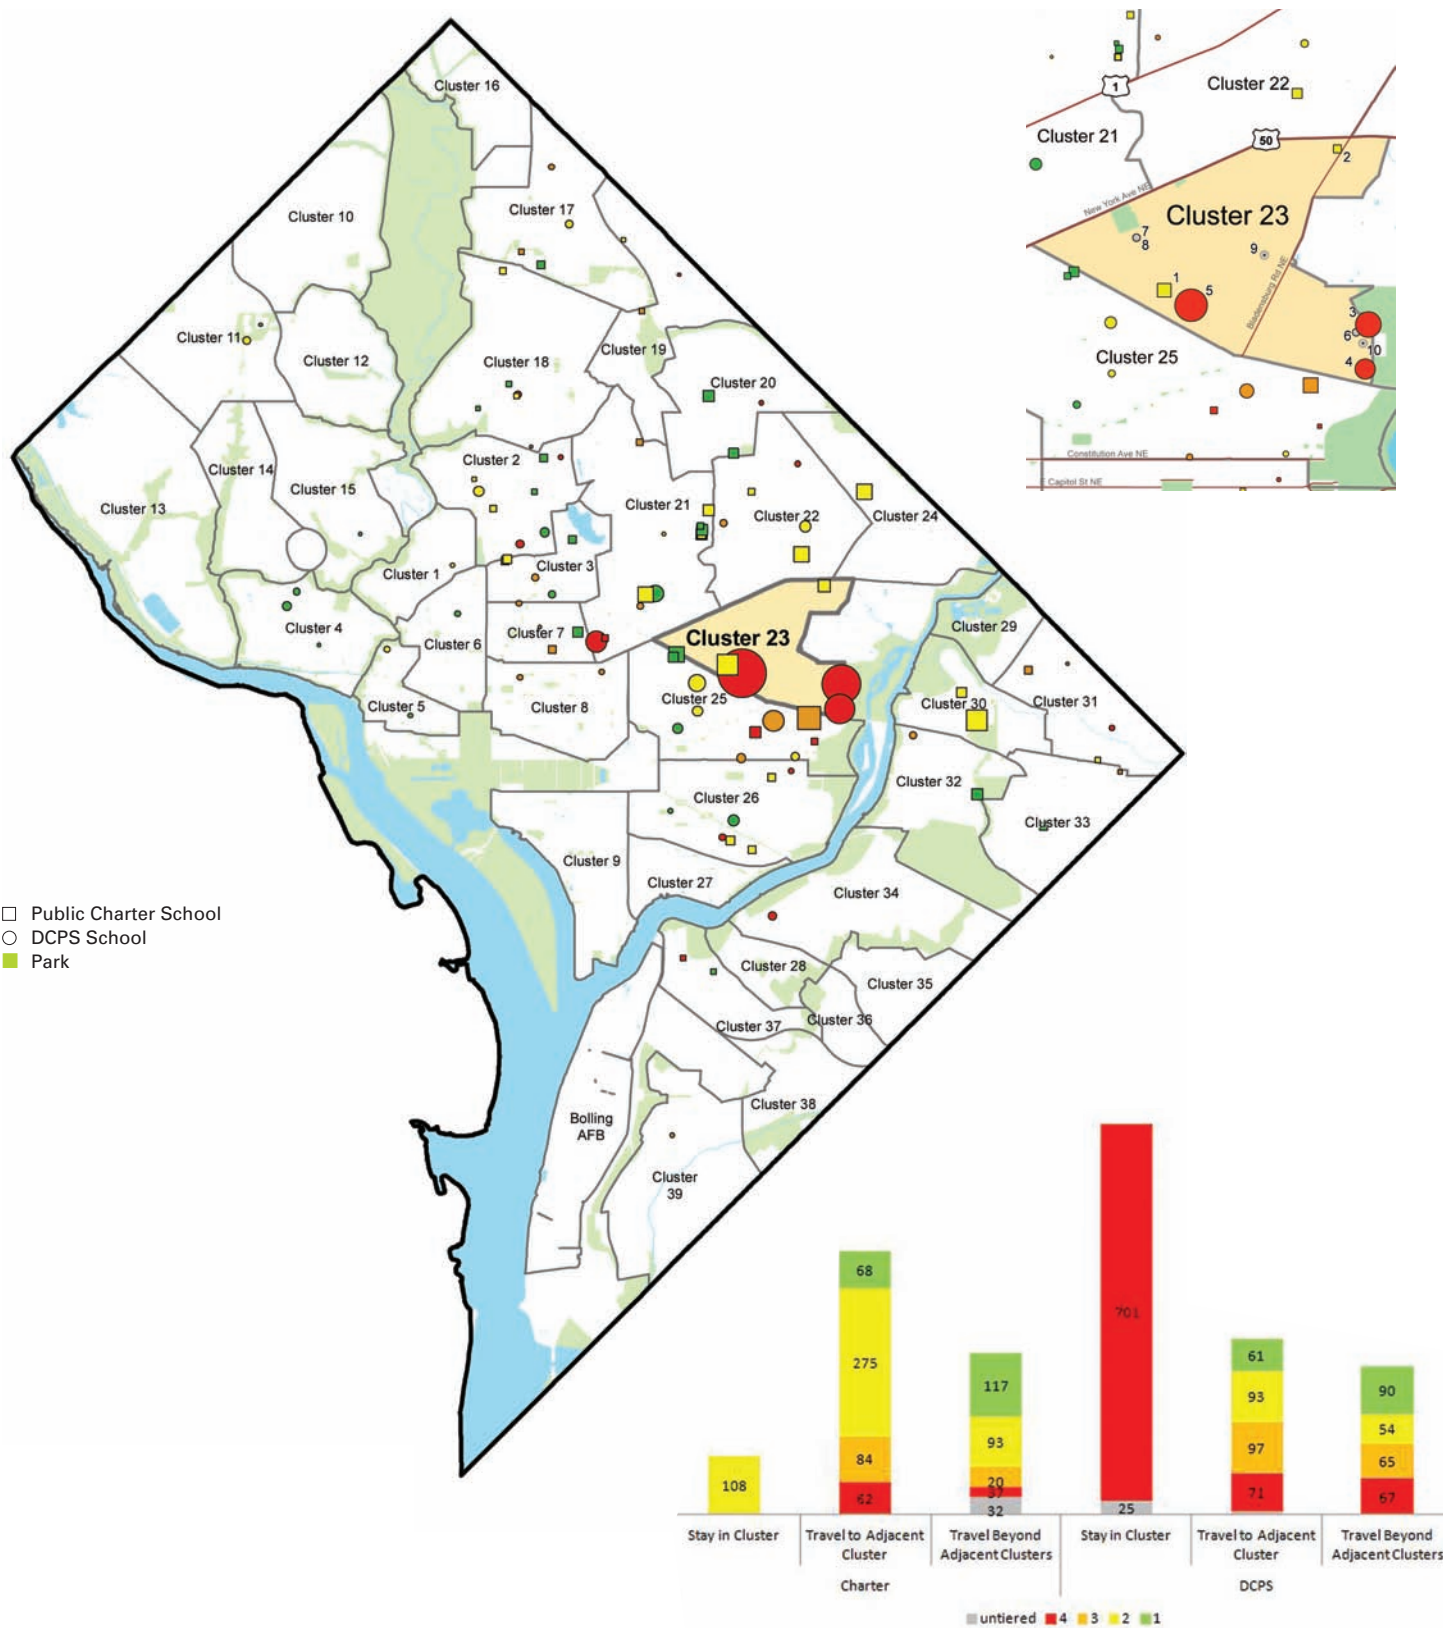 Cluster 16
Cluster 10
Cluster 17
Cluster 11
Cluster 12
Cluster 18
Cluster 19
Cluster 20
Cluster 2
Cluster 14
Cluster 15
Cluster 13
Cluster 21
Cluster 22
Cluster 24
Cluster 1
Cluster 3
Cluster 4
Cluster 6
Cluster 7
Cluster 23
Cluster 29
Cluster 5
Cluster 8
Cluster 25
Cluster 30
Cluster 31
Cluster 26
Cluster 32
Cluster 33
Cluster 9
Cluster 27
Cluster 34
Cluster 28
Cluster 35
Cluster 37
Cluster 36
Cluster 38
Bolling
AFB
Cluster
39
1
Cluster 22
50
Cluster 21
2
New York Ave NE
Cluster 23
7
8
9
1
5
Bladensburg Rd NE
3
6
10
4
Cluster 25
Constitution Ave NE
E Capitol St NE
Public Charter School
DCPS School
Park
108
68
275
84
62
117
93
20
37
32
701
25
61
93
97
71
90
54
65
67
Stay in Cluster
Travel to Adjacent
Cluster
Travel Beyond
Adjacent Clusters
Stay in Cluster
Travel to Adjacent
Cluster
Travel Beyond
Adjacent Clusters
Charter
DCPS
untiered 4 3 2 1